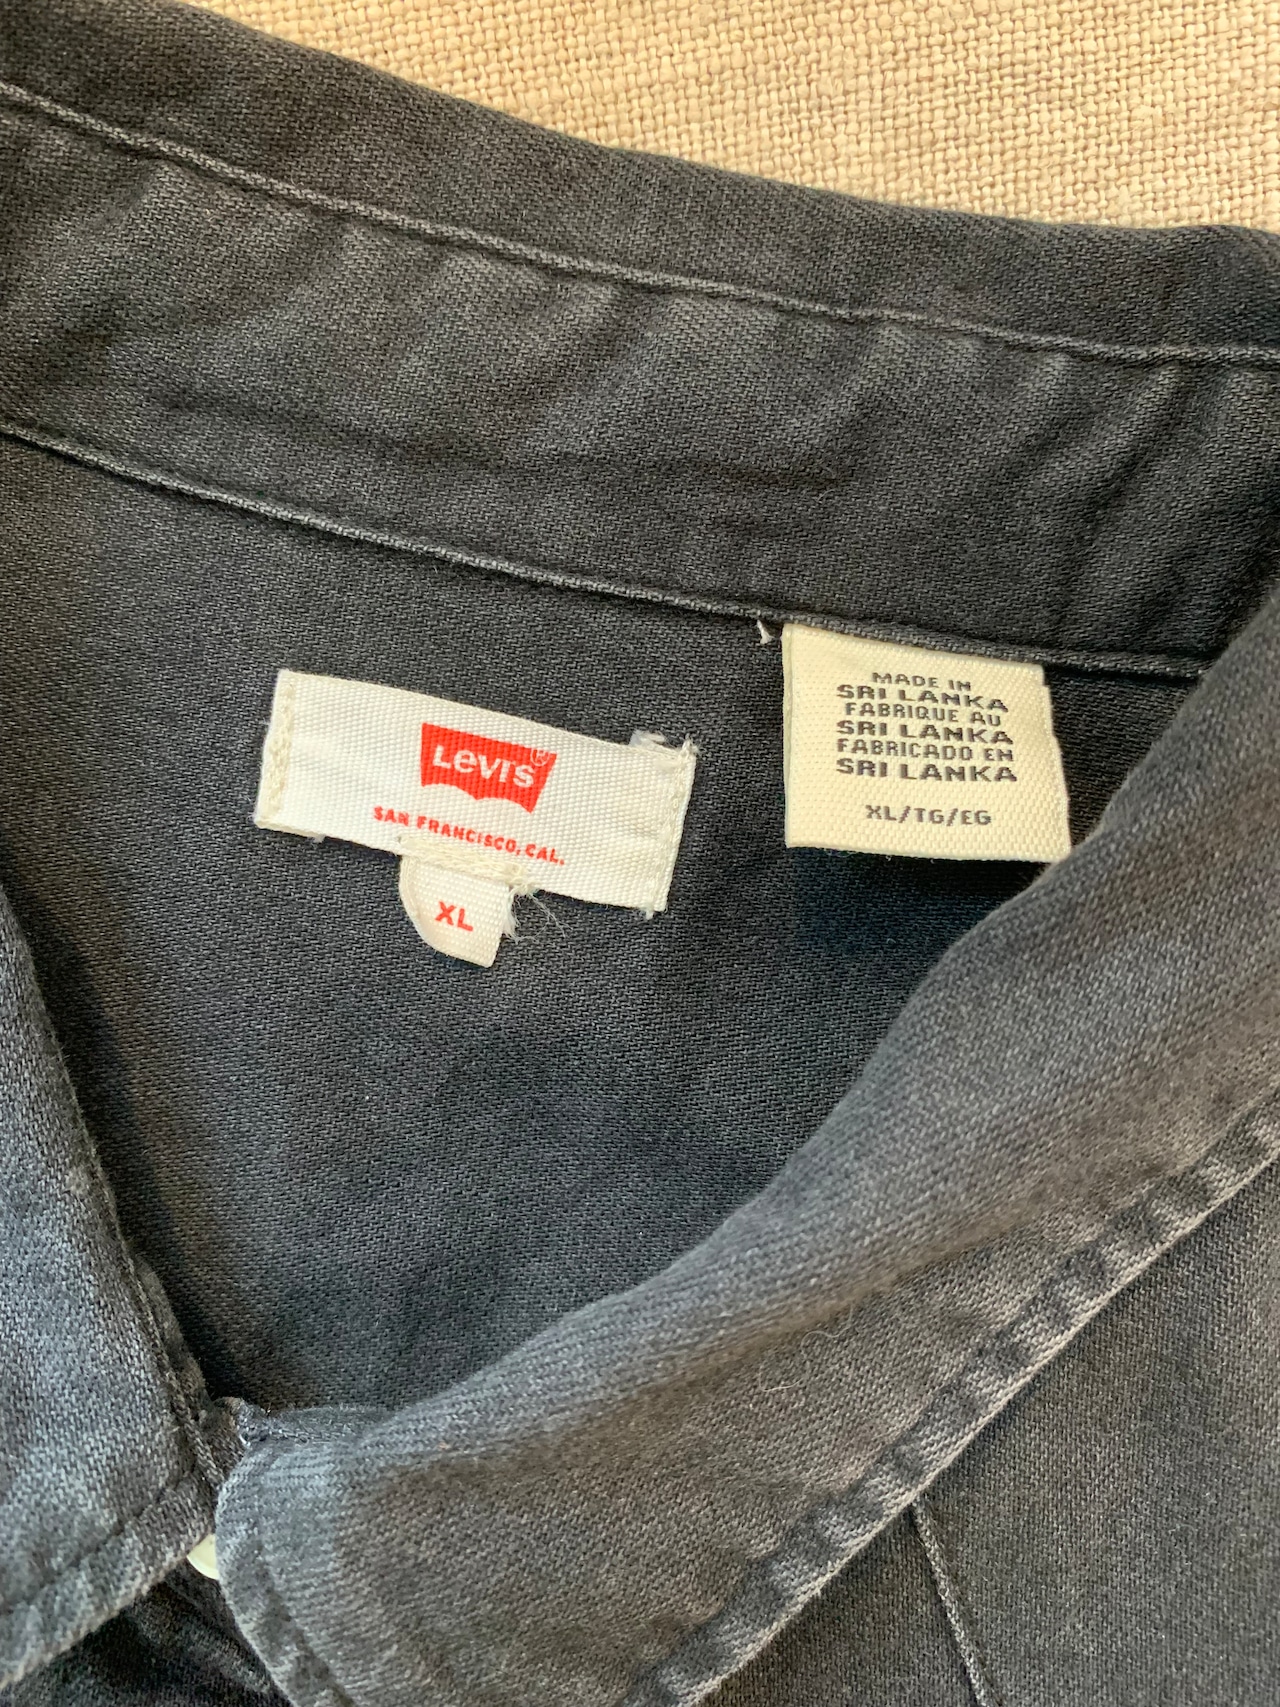 LEVI'S®
SAN FRANCISCO, CAL.
XL
MADE IN
SRI LANKA
FABRIQUE AU
SRI LANKA
FABRICADO EN
SRI LANKA
XL/TG/EG